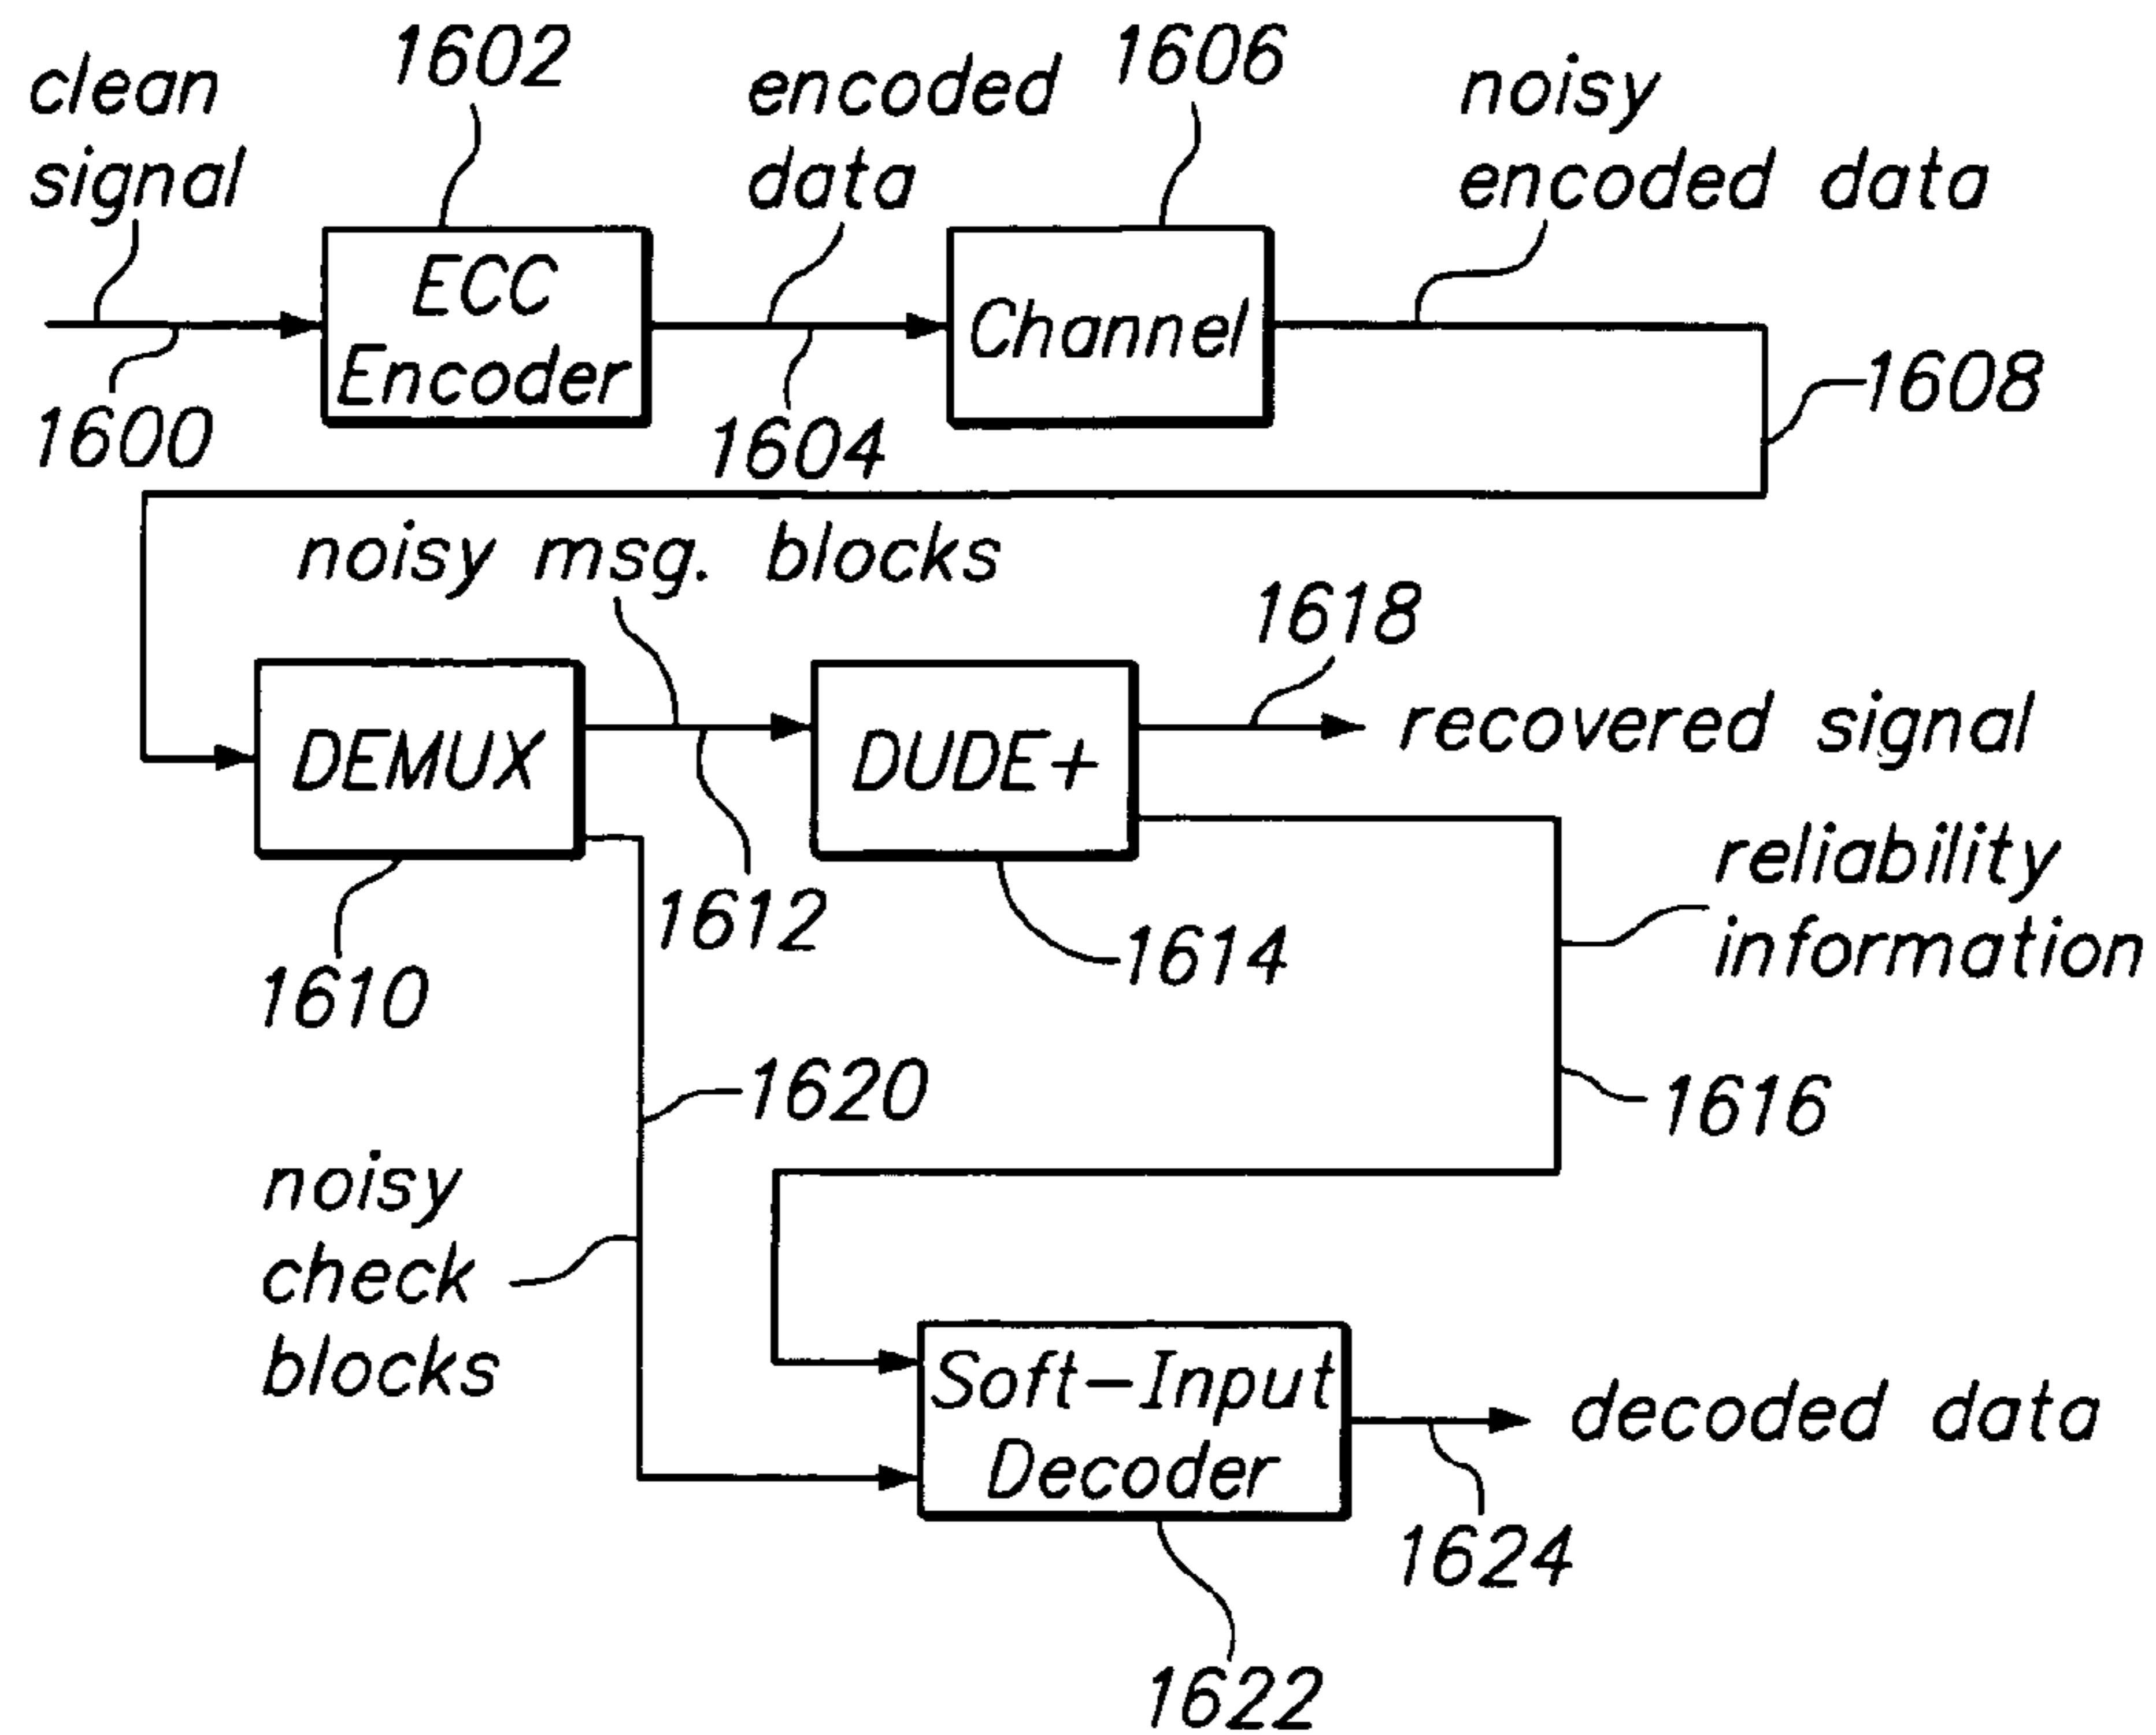 clean
signal
1602
encoded
data
1606
noisy
encoded data
ECC
Encoder
Channel
1600
1604
1608
noisy msg. blocks
1618
DEMUX
DUDE+
recovered signal
reliability
information
1612
1614
1610
1620
1616
noisy
check
blocks
Soft-Input
Decoder
decoded data
1624
1622